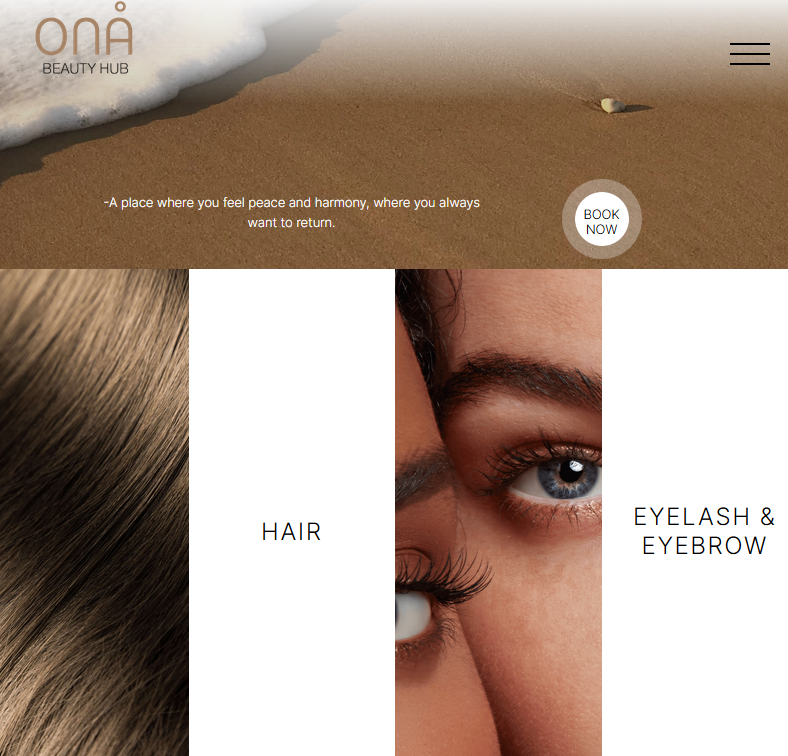 ONÅ
BEAUTY HUB
-A place where you feel peace and harmony, where you always
want to return.
BOOK
NOW
HAIR
EYELASH &
EYEBROW